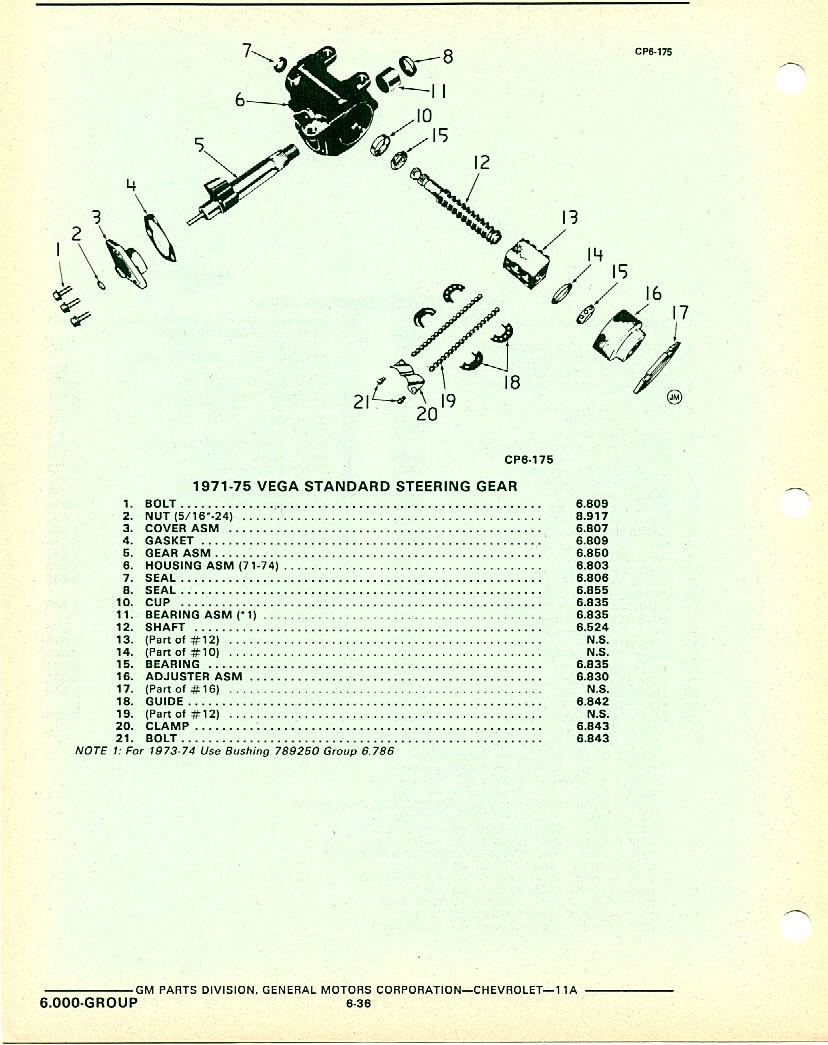 CP6-175
7
8
6
11
10
15
5
12
4
3
13
2
1
14
15
16
17
18
19
21
20
JM
CP6-175
1971-75 VEGA STANDARD STEERING GEAR
1. BOLT 6.809
2. NUT (5/16"-24) 8.917
3. COVER ASM 6.807
4. GASKET 6.809
5. GEAR ASM 6.850
6. HOUSING ASM (71-74) 6.803
7. SEAL 6.806
8. SEAL 6.855
10. CUP 6.835
11. BEARING ASM (*1) 6.835
12. SHAFT 6.524
13. (Part of #12) N.S.
14. (Part of #10) N.S.
15. BEARING 6.835
16. ADJUSTER ASM 6.830
17. (Part of #16) N.S.
18. GUIDE 6.842
19. (Part of #12) N.S.
20. CLAMP 6.843
21. BOLT 6.843
NOTE 1: For 1973-74 Use Bushing 789250 Group 6.786
GM PARTS DIVISION, GENERAL MOTORS CORPORATION—CHEVROLET—11A
6.000-GROUP 6-36